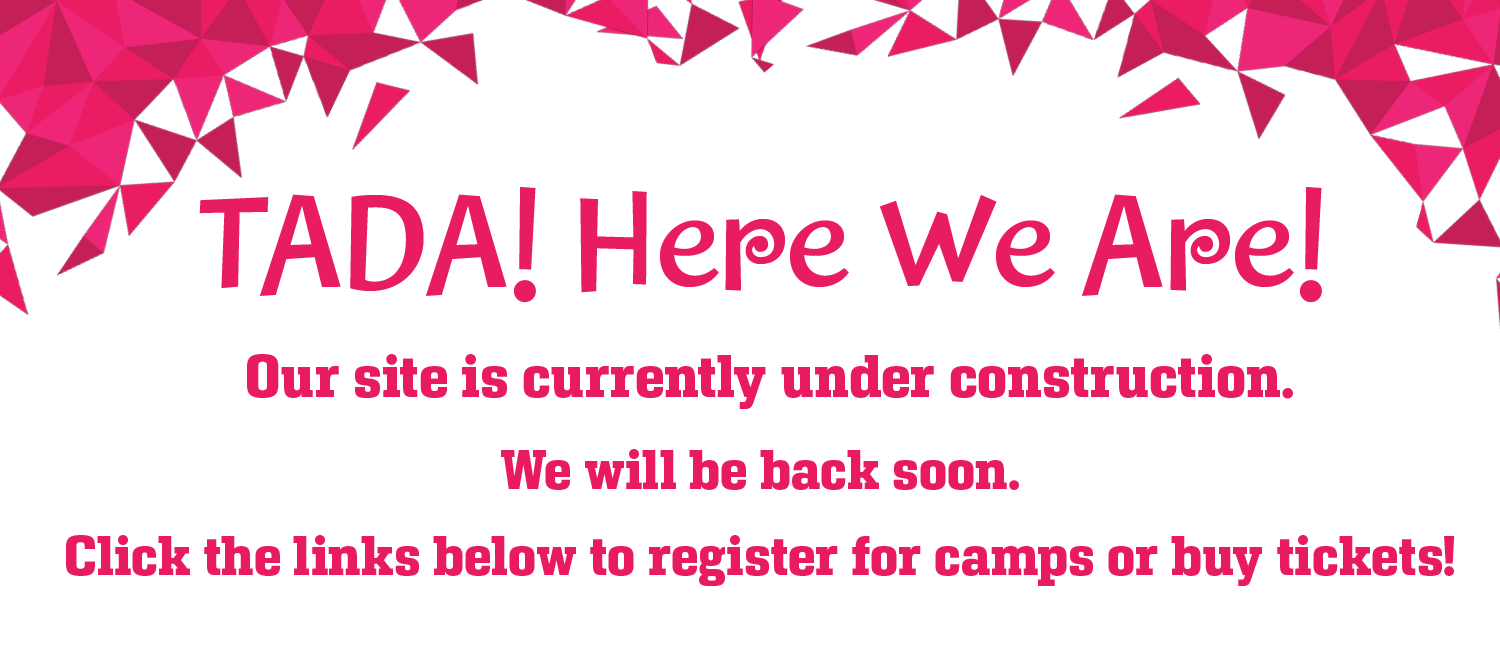 TADA! Here We Are!
Our site is currently under construction.
We will be back soon.
Click the links below to register for camps or buy tickets!